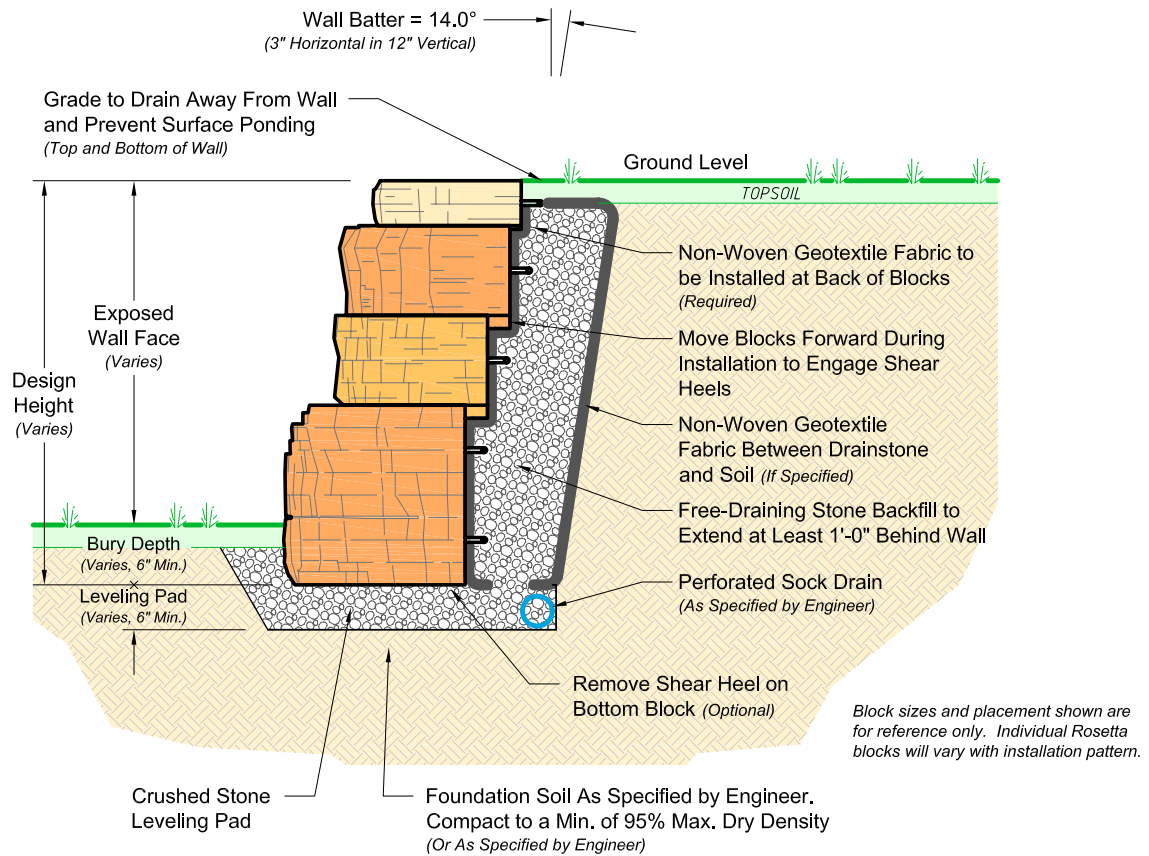 Wall Batter = 14.0°
(3" Horizontal in 12" Vertical)
Grade to Drain Away From Wall
and Prevent Surface Ponding
(Top and Bottom of Wall)
Ground Level
TOPSOIL
Non-Woven Geotextile Fabric to
be Installed at Back of Blocks
(Required)
Exposed
Wall Face
(Varies)
Move Blocks Forward During
Installation to Engage Shear
Heels
Design
Height
(Varies)
Non-Woven Geotextile
Fabric Between Drainstone
and Soil (If Specified)
Free-Draining Stone Backfill to
Extend at Least 1'-0" Behind Wall
Bury Depth
(Varies, 6" Min.)
Leveling Pad
(Varies, 6" Min.)
Perforated Sock Drain
(As Specified by Engineer)
Remove Shear Heel on
Bottom Block (Optional)
Block sizes and placement shown are
for reference only. Individual Rosetta
blocks will vary with installation pattern.
Crushed Stone
Leveling Pad
Foundation Soil As Specified by Engineer.
Compact to a Min. of 95% Max. Dry Density
(Or As Specified by Engineer)